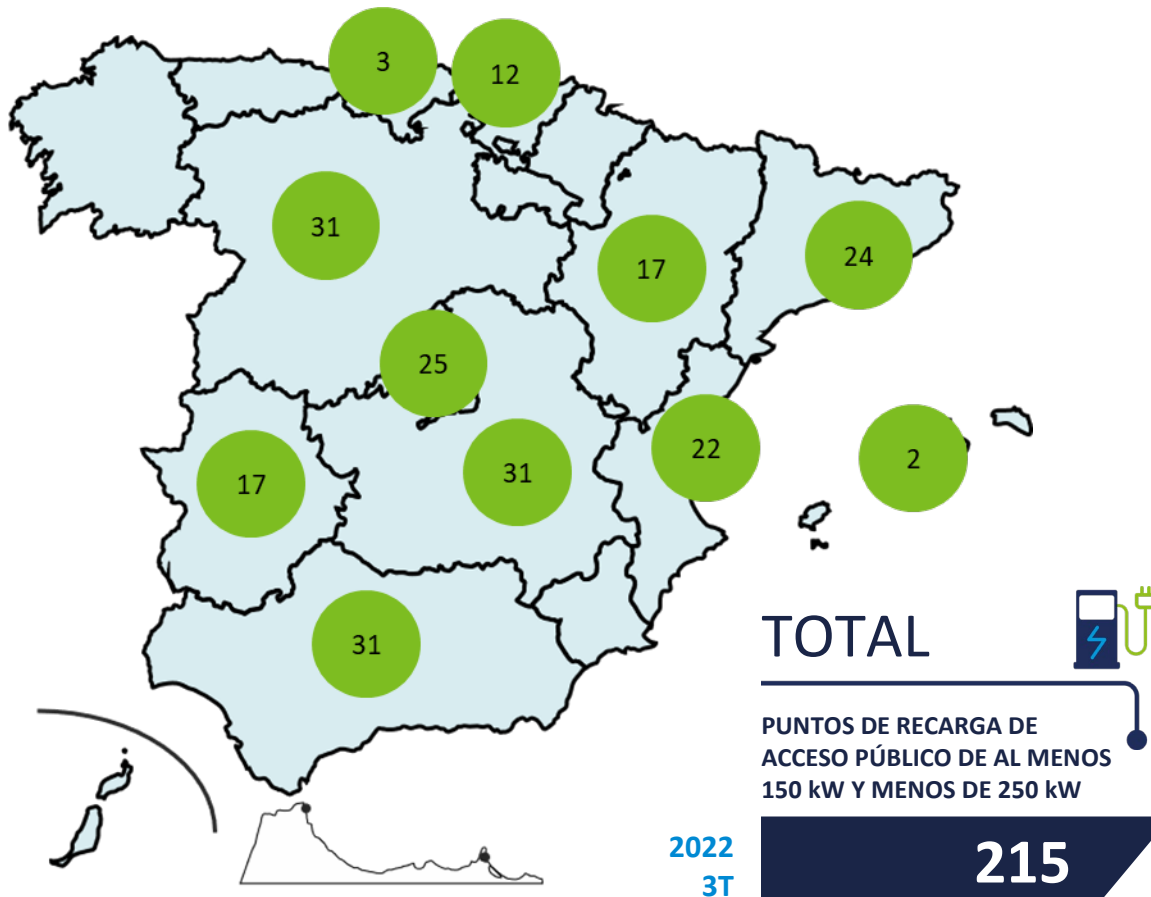 3
12
31
17
24
25
22
2
17
31
31
TOTAL
PUNTOS DE RECARGA DE
ACCESO PÚBLICO DE AL MENOS
150 kW Y MENOS DE 250 kW
2022
3T
215